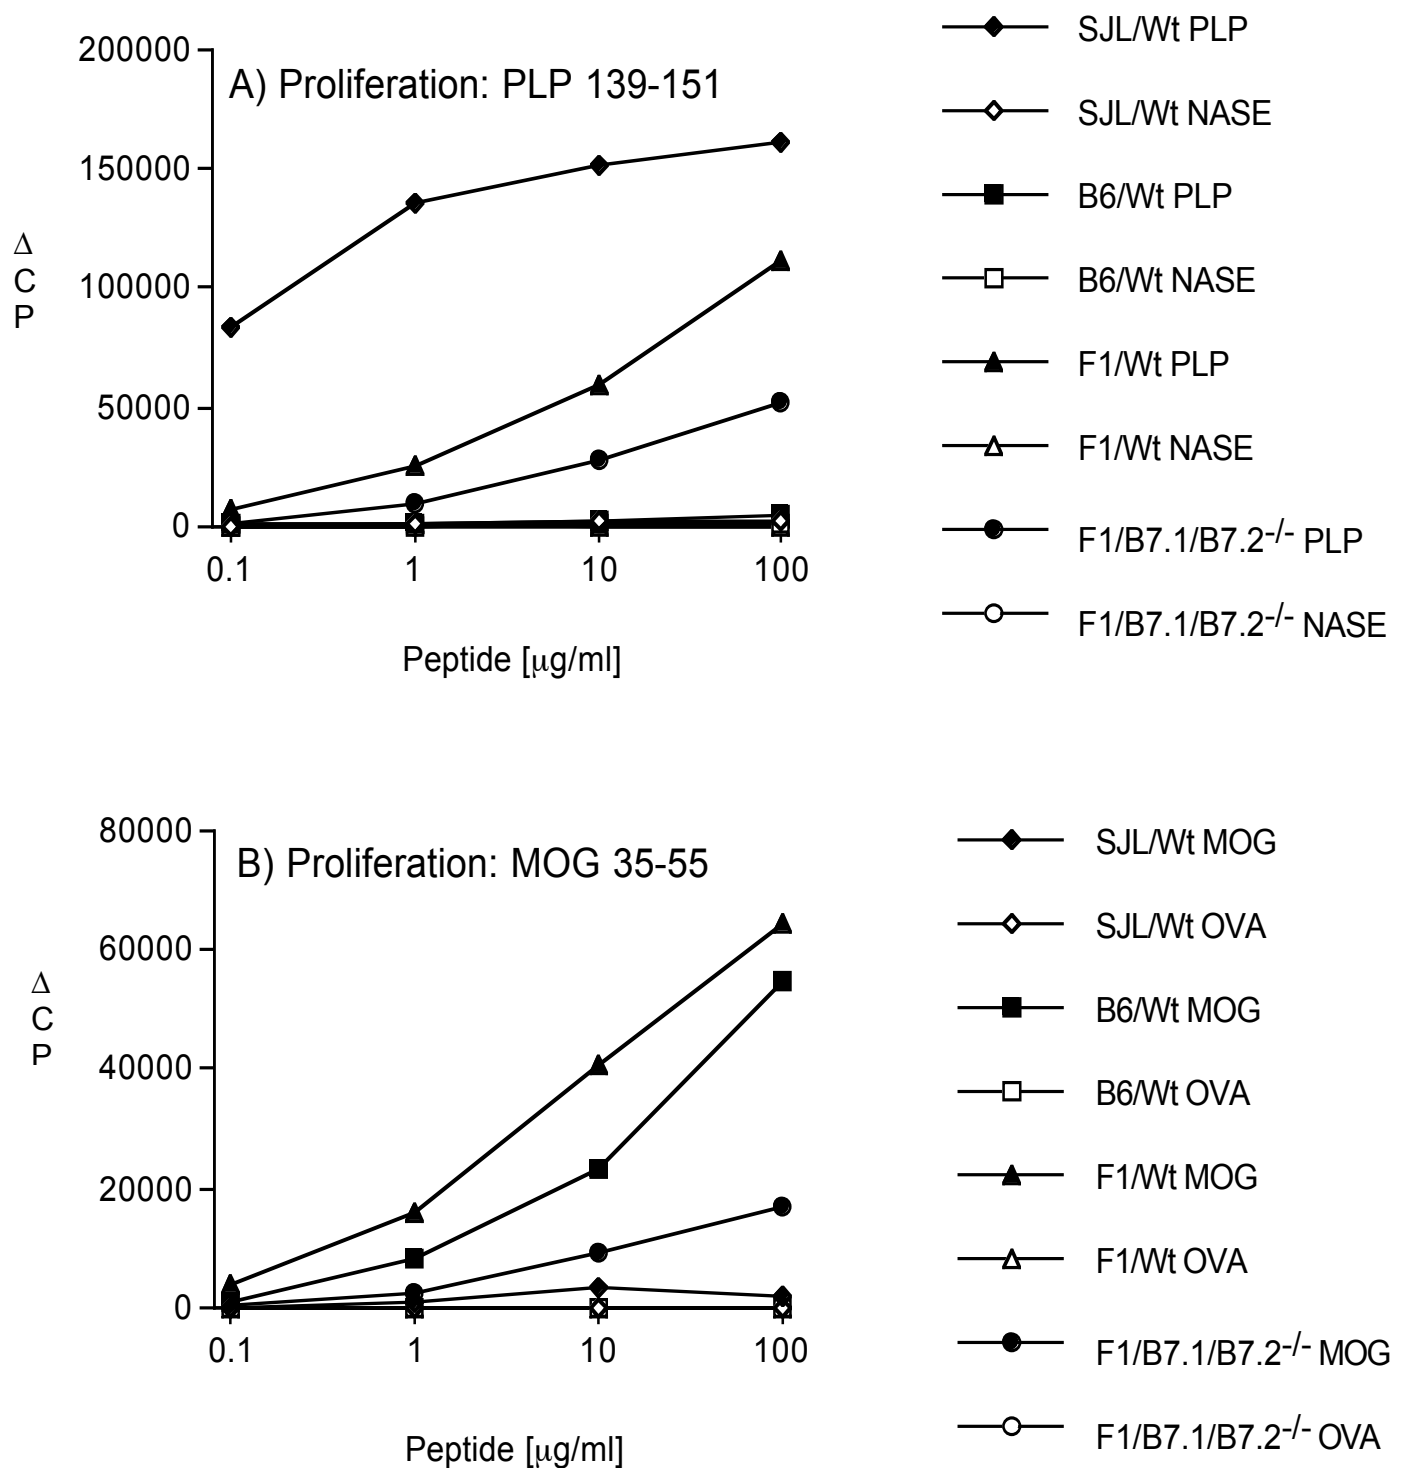 A) Proliferation: PLP 139-151
200000
150000
100000
50000
0
Δ
C
P
0.1 1 10 100
Peptide [μg/ml]
SJL/Wt PLP
SJL/Wt NASE
B6/Wt PLP
B6/Wt NASE
F1/Wt PLP
F1/Wt NASE
F1/B7.1/B7.2-/- PLP
F1/B7.1/B7.2-/- NASE
B) Proliferation: MOG 35-55
80000
60000
40000
20000
0
Δ
C
P
0.1 1 10 100
Peptide [μg/ml]
SJL/Wt MOG
SJL/Wt OVA
B6/Wt MOG
B6/Wt OVA
F1/Wt MOG
F1/Wt OVA
F1/B7.1/B7.2-/- MOG
F1/B7.1/B7.2-/- OVA